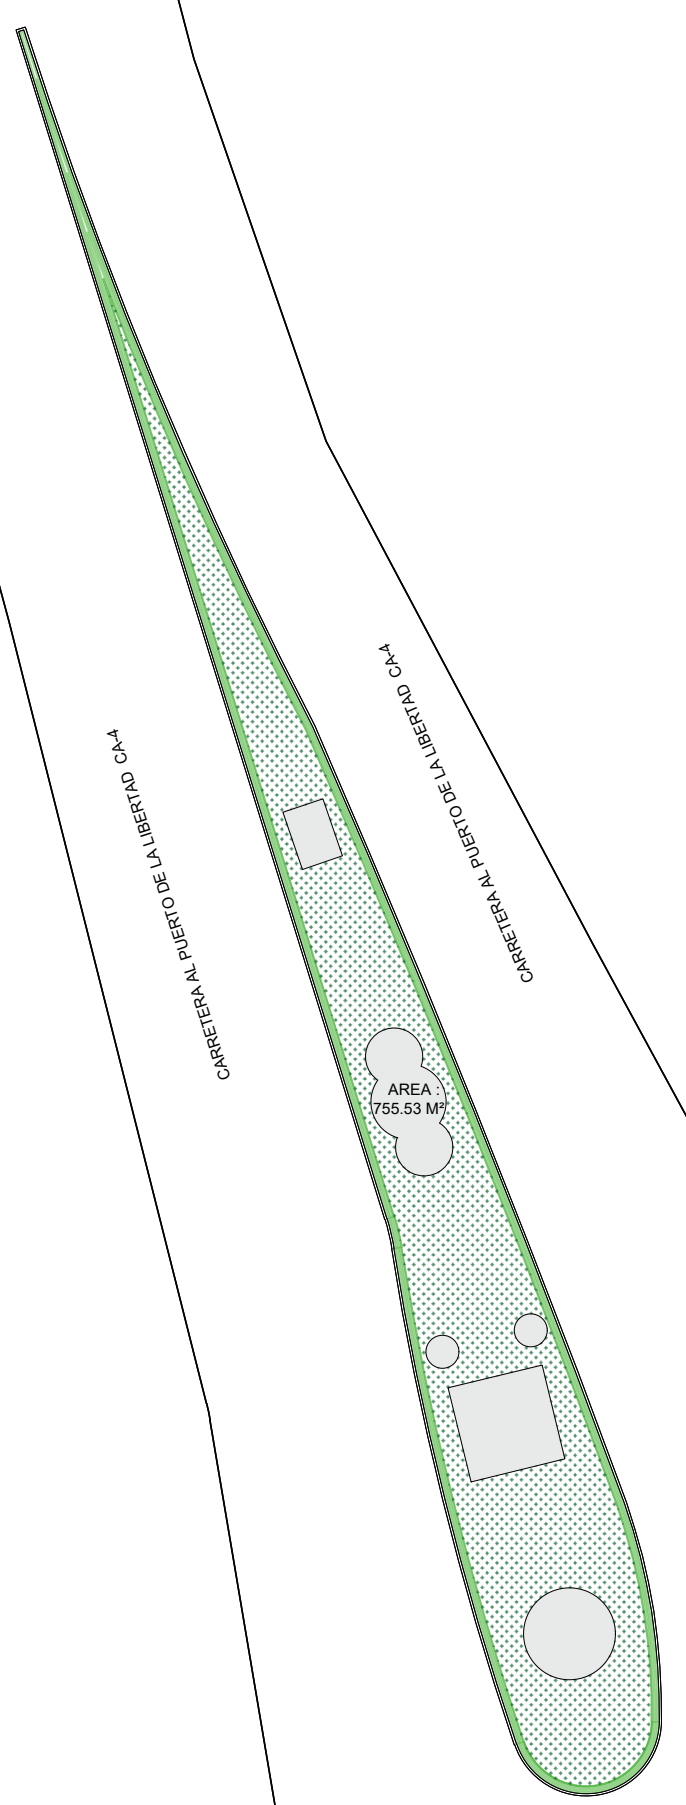 CARRETERA AL PUERTO DE LA LIBERTAD CA-4
CARRETERA AL PUERTO DE LA LIBERTAD CA-4
AREA :
755.53 M²